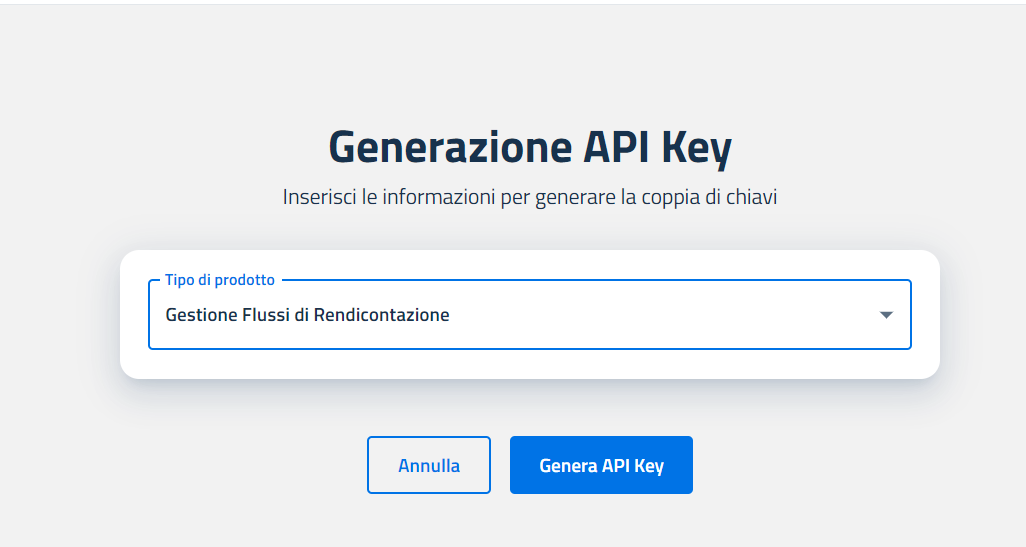 Generazione API Key
Inserisci le informazioni per generare la coppia di chiavi
Tipo di prodotto
Gestione Flussi di Rendicontazione
Annulla
Genera API Key